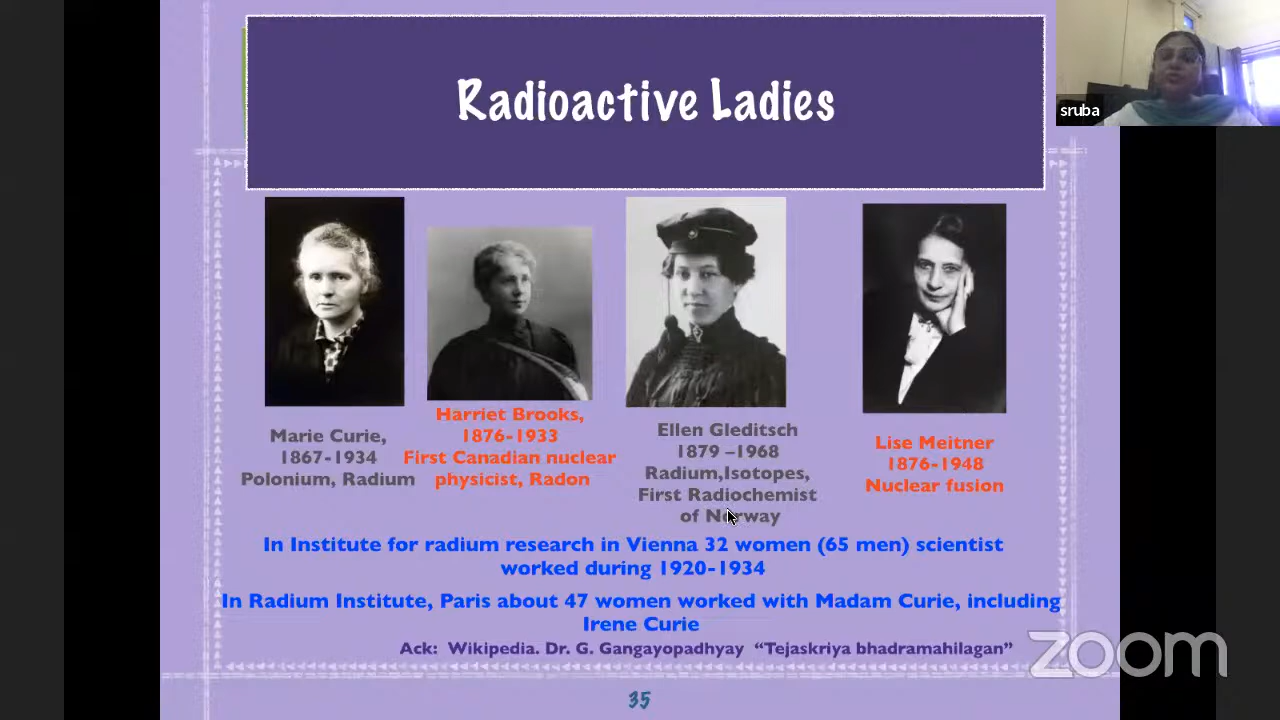 Radioactive Ladies
sruba
Marie Curie,
1867-1934
Polonium, Radium
Harriet Brooks,
1876-1933
First Canadian nuclear
physicist, Radon
Ellen Gleditsch
1879 –1968
Radium,Isotopes,
First Radiochemist
of Norway
Lise Meitner
1876-1948
Nuclear fusion
In Institute for radium research in Vienna 32 women (65 men) scientist
worked during 1920-1934
In Radium Institute, Paris about 47 women worked with Madam Curie, including
Irene Curie
Ack: Wikipedia. Dr. G. Gangayopadhyay “Tejaskriya bhadramahilagan”
zoom
35